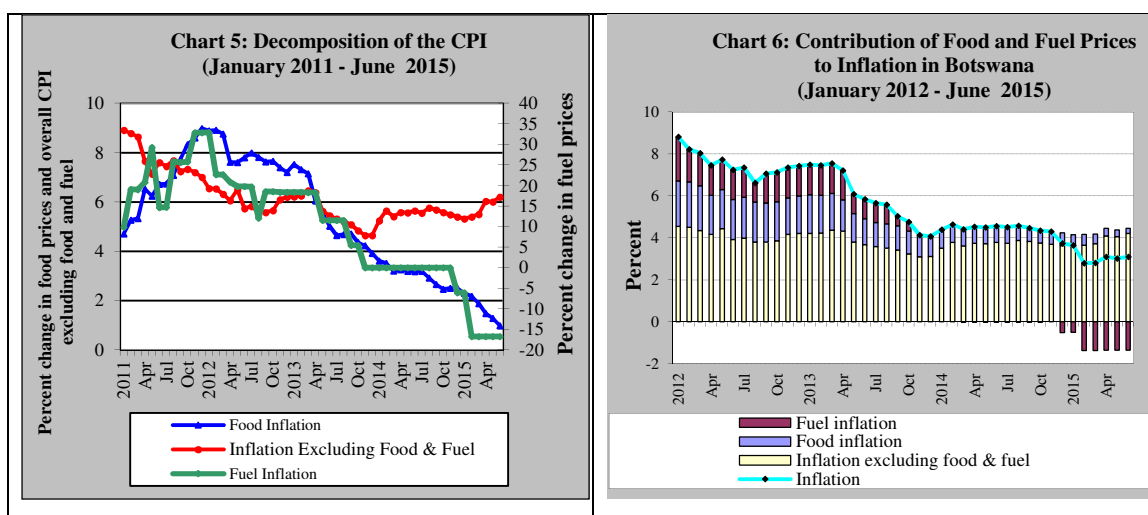 Chart 5: Decomposition of the CPI
(January 2011 - June 2015)
Percent change in food prices and overall CPI
excluding food and fuel
10
8
6
4
2
0
40
35
30
25
20
15
10
5
0
-5
-10
-15
-20
Percent change in fuel prices
2011
Apr
Jul
Oct
2012
Apr
Jul
Oct
2013
Apr
Jul
Oct
2014
Apr
Jul
Oct
2015
Apr
Food Inflation
Inflation Excluding Food & Fuel
Fuel Inflation
Chart 6: Contribution of Food and Fuel Prices
to Inflation in Botswana
(January 2012 - June 2015)
Percent
10
8
6
4
2
0
-2
2012
Apr
Jul
Oct
2013
Apr
Jul
Oct
2014
Apr
Jul
Oct
2015
Apr
Fuel inflation
Food inflation
Inflation excluding food & fuel
Inflation